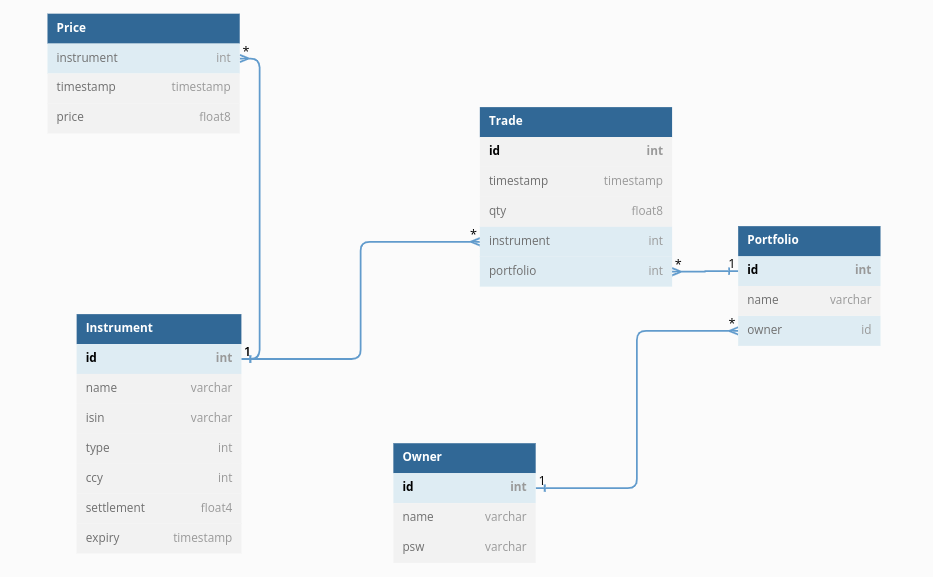 Price
instrument int
timestamp timestamp
price float8
*
Trade
id int
timestamp timestamp
qty float8
instrument int
portfolio int
*
*
Portfolio
id int
name varchar
owner id
1
*
Instrument
id int
name varchar
isin varchar
type int
ccy int
settlement float4
expiry timestamp
1
Owner
id int
name varchar
psw varchar
1